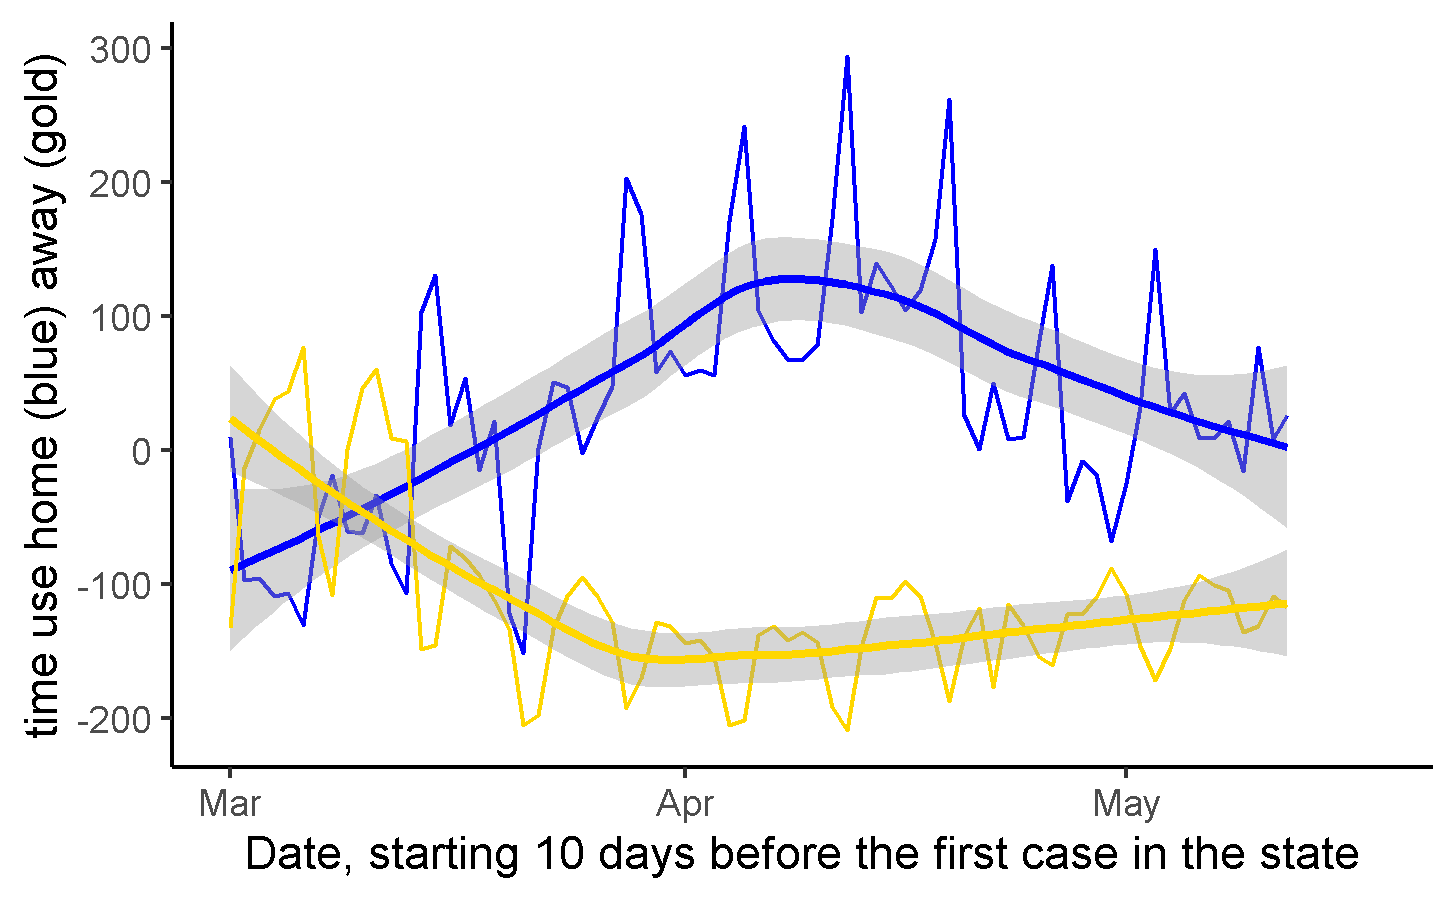 time use home (blue) away (gold)
300
200
100
0
-100
-200
Mar
Apr
May
Date, starting 10 days before the first case in the state